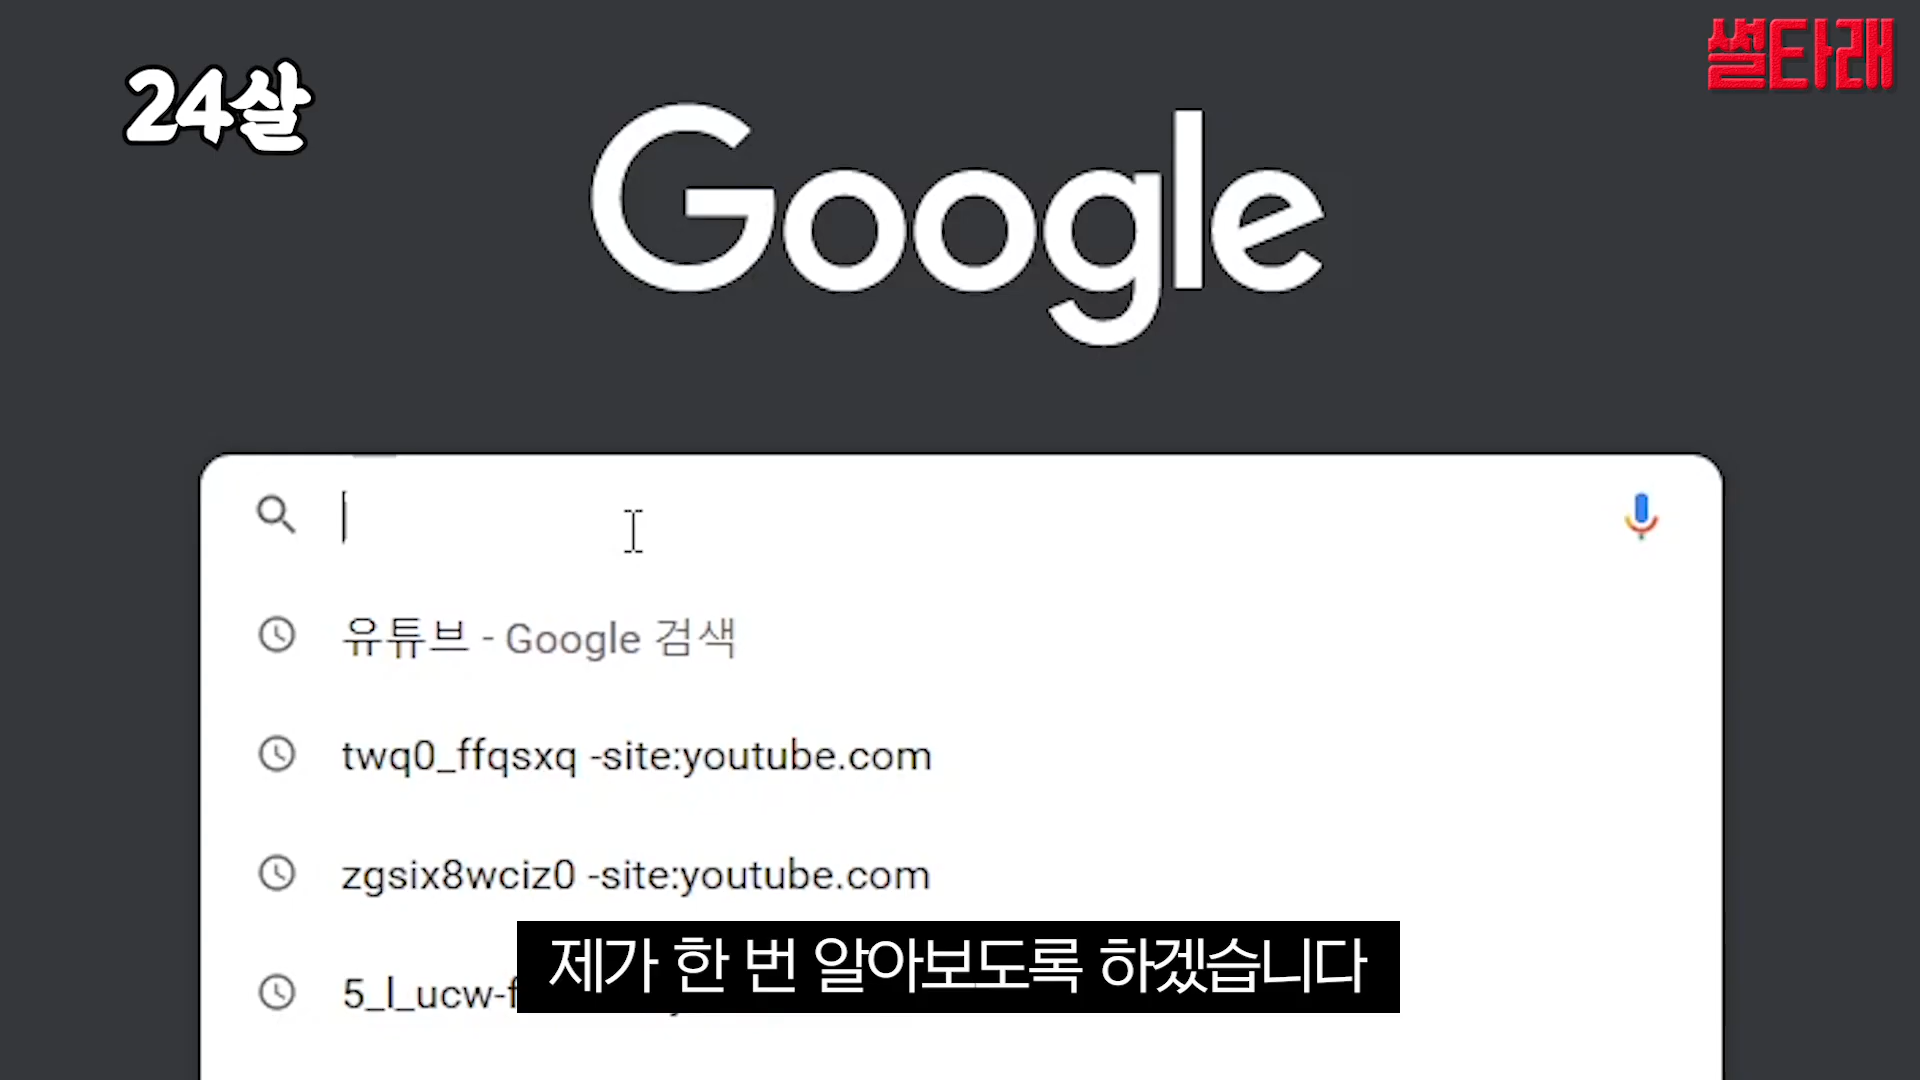 24살
썰타래
Google
유튜브 - Google 검색
twq0_ffqsxq -site:youtube.com
zgsix8wciz0 -site:youtube.com
5_l_ucw-f
제가 한 번 알아보도록 하겠습니다